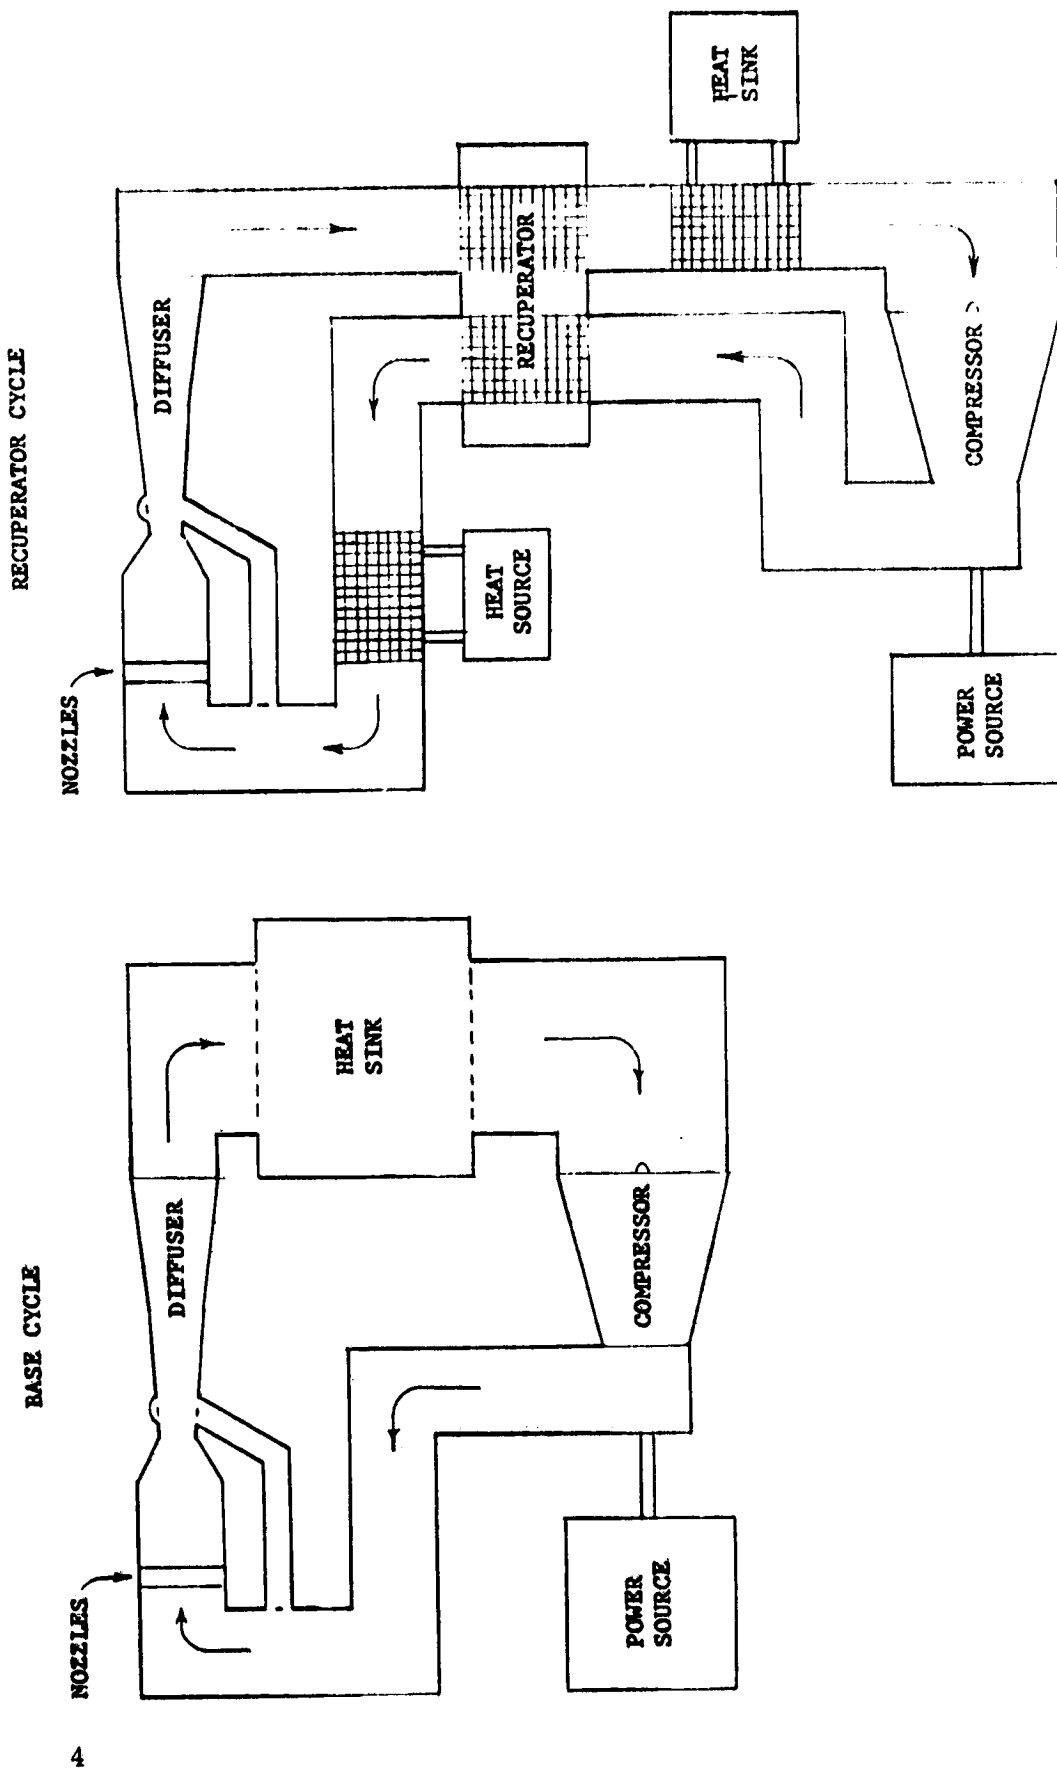 BASE CYCLE
NOZZLES
DIFFUSER
HEAT
SINK
COMPRESSOR
POWER
SOURCE
RECUPERATOR CYCLE
NOZZLES
DIFFUSER
HEAT
SOURCE
RECUPERATOR
HEAT
SINK
COMPRESSOR
POWER
SOURCE
4